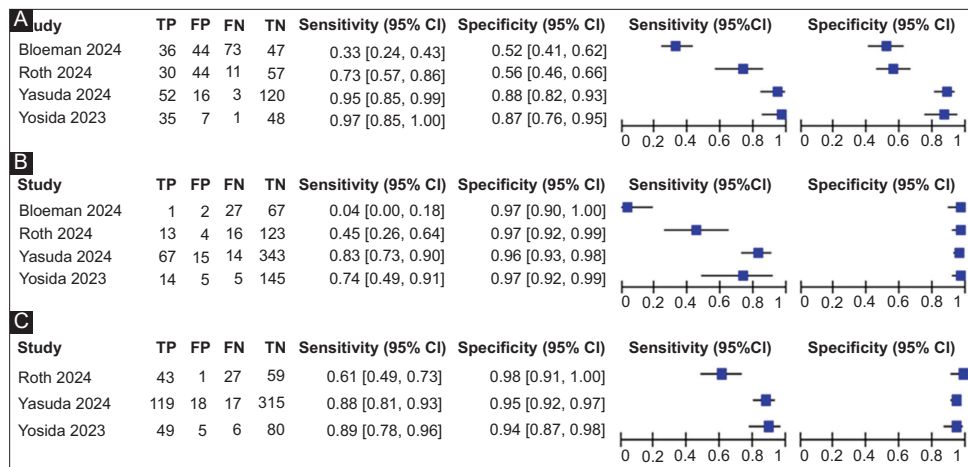 A
Study TP FP FN TN Sensitivity (95% CI) Specificity (95% CI) Sensitivity (95%CI) Specificity (95% CI)
Bloeman 2024 36 44 73 47 0.33 [0.24, 0.43] 0.52 [0.41, 0.62]
Roth 2024 30 44 11 57 0.73 [0.57, 0.86] 0.56 [0.46, 0.66]
Yasuda 2024 52 16 3 120 0.95 [0.85, 0.99] 0.88 [0.82, 0.93]
Yosida 2023 35 7 1 48 0.97 [0.85, 1.00] 0.87 [0.76, 0.95]
0 0.2 0.4 0.6 0.8 1 0 0.2 0.4 0.6 0.8 1
B
Study TP FP FN TN Sensitivity (95% CI) Specificity (95% CI) Sensitivity (95%CI) Specificity (95% CI)
Bloeman 2024 1 2 27 67 0.04 [0.00, 0.18] 0.97 [0.90, 1.00]
Roth 2024 13 4 16 123 0.45 [0.26, 0.64] 0.97 [0.92, 0.99]
Yasuda 2024 67 15 14 343 0.83 [0.73, 0.90] 0.96 [0.93, 0.98]
Yosida 2023 14 5 5 145 0.74 [0.49, 0.91] 0.97 [0.92, 0.99]
0 0.2 0.4 0.6 0.8 1 0 0.2 0.4 0.6 0.8 1
C
Study TP FP FN TN Sensitivity (95% CI) Specificity (95% CI) Sensitivity (95%CI) Specificity (95% CI)
Roth 2024 43 1 27 59 0.61 [0.49, 0.73] 0.98 [0.91, 1.00]
Yasuda 2024 119 18 17 315 0.88 [0.81, 0.93] 0.95 [0.92, 0.97]
Yosida 2023 49 5 6 80 0.89 [0.78, 0.96] 0.94 [0.87, 0.98]
0 0.2 0.4 0.6 0.8 1 0 0.2 0.4 0.6 0.8 1